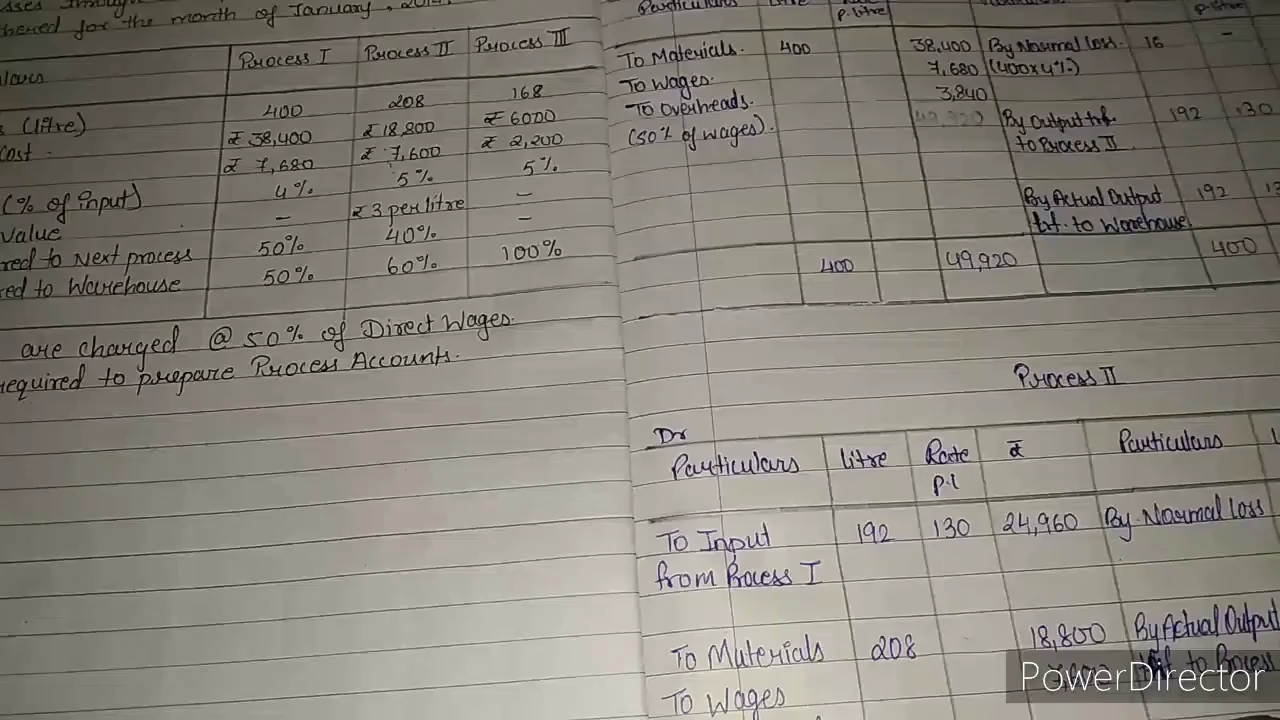 for the month of January,
Process I Process II Process III
400 208 168
(litre) ₹ 38,400 ₹ 18,800 ₹ 6000
Cost ₹ 7,680 ₹ 7,600 ₹ 2,200
4% 5% 5%
(% of input) - ₹ 3 per litre -
value 50% 40% -
to Next process 50% 60% 100%
to Warehouse
are charged @ 50% of Direct Wages.
required to prepare Process Accounts.
Particulars
p.litre
p.litre
To Materials. 400 38,400 By Normal loss. 16 -
To Wages. 7,680 (400x4%)
To Overheads. 3,840
(50% of wages). By Output trf. 192 130
to Process II
By Actual Output 192
trf. to Warehouse
400 49,920 400
Process II
Dr
Particulars litre Rate ₹ Particulars
p.l
To Input 192 130 24,960 By Normal loss
from Process I
To Materials 208 18,800 By Actual Output
To Wages trf to Process
PowerDirector